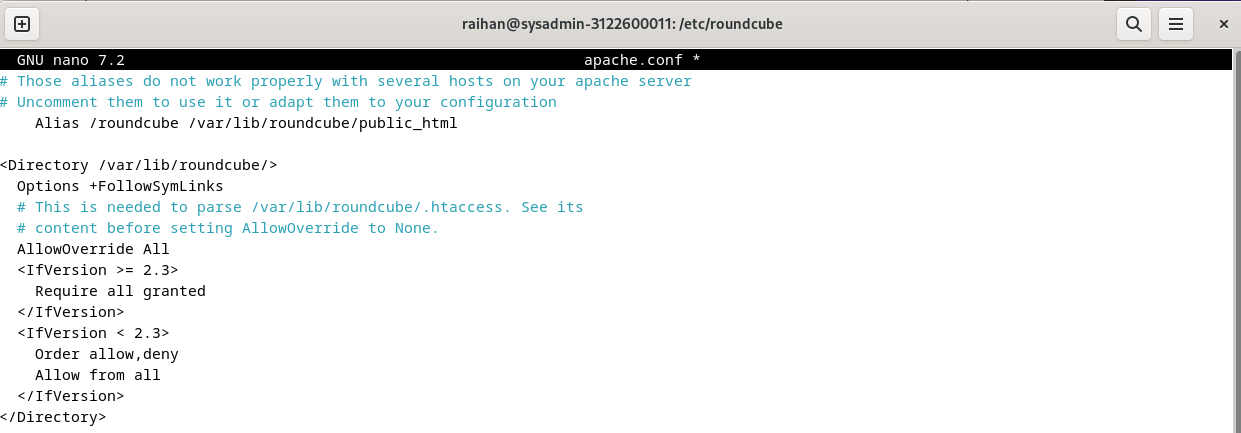 raihan@sysadmin-3122600011: /etc/roundcube
GNU nano 7.2 apache.conf *
# Those aliases do not work properly with several hosts on your apache server
# Uncomment them to use it or adapt them to your configuration
    Alias /roundcube /var/lib/roundcube/public_html

<Directory /var/lib/roundcube/>
  Options +FollowSymLinks
  # This is needed to parse /var/lib/roundcube/.htaccess. See its
  # content before setting AllowOverride to None.
  AllowOverride All
  <IfVersion >= 2.3>
    Require all granted
  </IfVersion>
  <IfVersion < 2.3>
    Order allow,deny
    Allow from all
  </IfVersion>
</Directory>